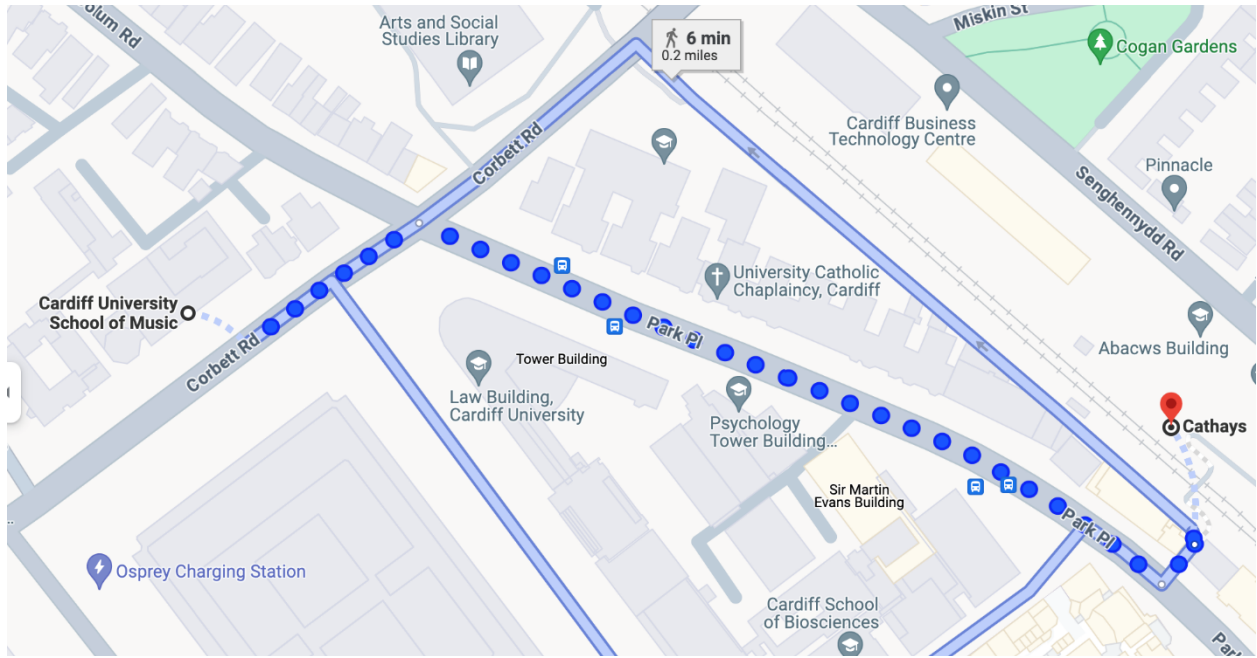 olum Rd
Arts and Social
Studies Library
6 min
0.2 miles
Miskin St
Cogan Gardens
Cardiff Business
Technology Centre
Pinnacle
Senghennydd Rd
Corbett Rd
University Catholic
Chaplaincy, Cardiff
Cardiff University
School of Music
Corbett Rd
Park Pl
Abacws Building
Tower Building
Law Building,
Cardiff University
Psychology
Tower Building...
Cathays
Sir Martin
Evans Building
Park Pl
Osprey Charging Station
Cardiff School
of Biosciences
Par